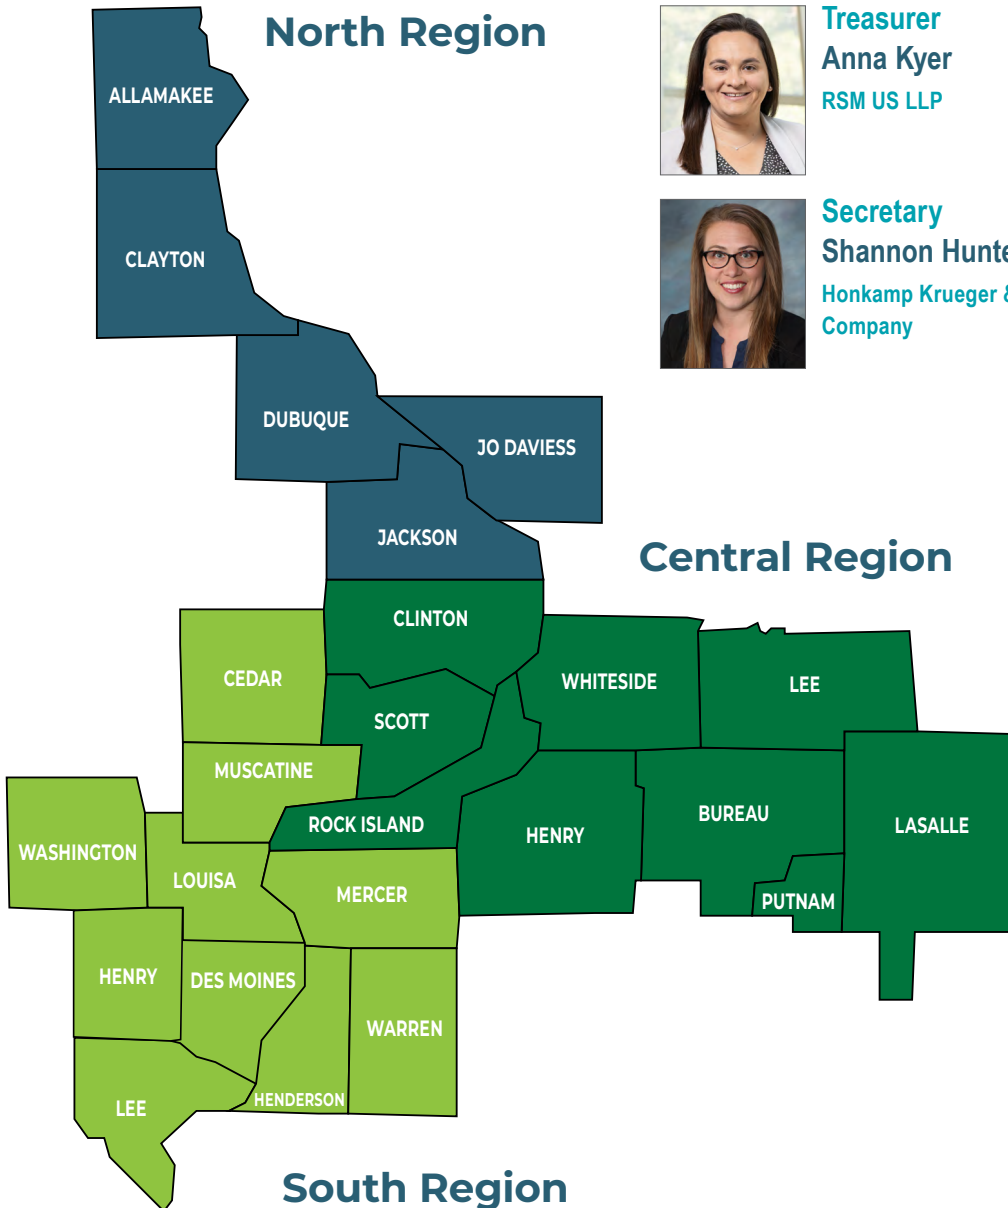 North Region
Treasurer
Anna Kyer
RSM US LLP
Secretary
Shannon Hunte
Honkamp Krueger &
Company
ALLAMAKEE
CLAYTON
DUBUQUE
JO DAVIESS
JACKSON
Central Region
CLINTON
CEDAR
WHITESIDE
LEE
SCOTT
MUSCATINE
ROCK ISLAND
HENRY
BUREAU
LASALLE
WASHINGTON
LOUISA
MERCER
PUTNAM
HENRY
DES MOINES
WARREN
HENDERSON
LEE
South Region